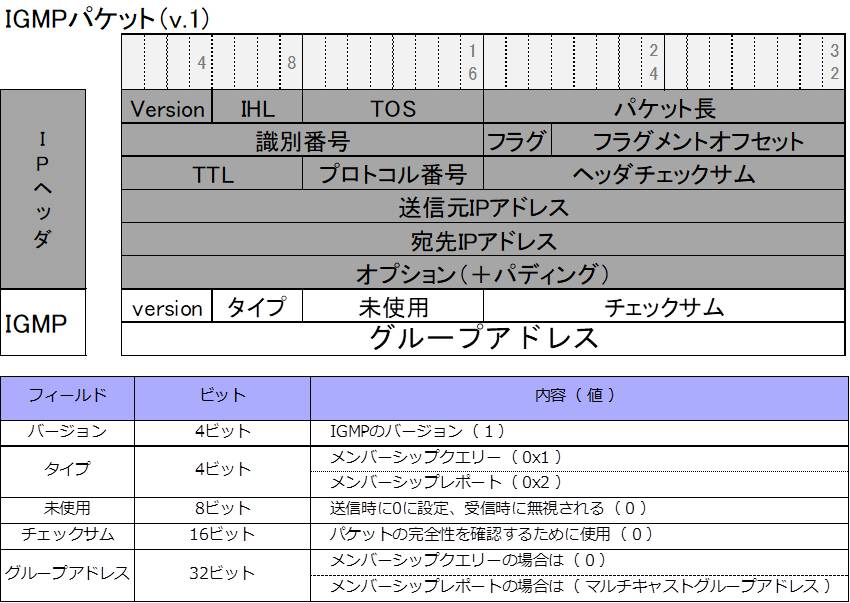 IGMPパケット（v.1）
4 8 16 24 32
Version IHL TOS パケット長
識別番号 フラグ フラグメントオフセット
TTL プロトコル番号 ヘッダチェックサム
送信元IPアドレス
宛先IPアドレス
オプション（＋パディング）
IPヘッダ
IGMP
version タイプ 未使用 チェックサム
グループアドレス
フィールド ビット 内容（ 値 ）
バージョン 4ビット IGMPのバージョン（ 1 ）
タイプ 4ビット メンバーシップクエリー（ 0x1 ）
メンバーシップレポート（ 0x2 ）
未使用 8ビット 送信時に0に設定、受信時に無視される（ 0 ）
チェックサム 16ビット パケットの完全性を確認するために使用（ 0 ）
グループアドレス 32ビット メンバーシップクエリーの場合は（ 0 ）
メンバーシップレポートの場合は（ マルチキャストグループアドレス ）